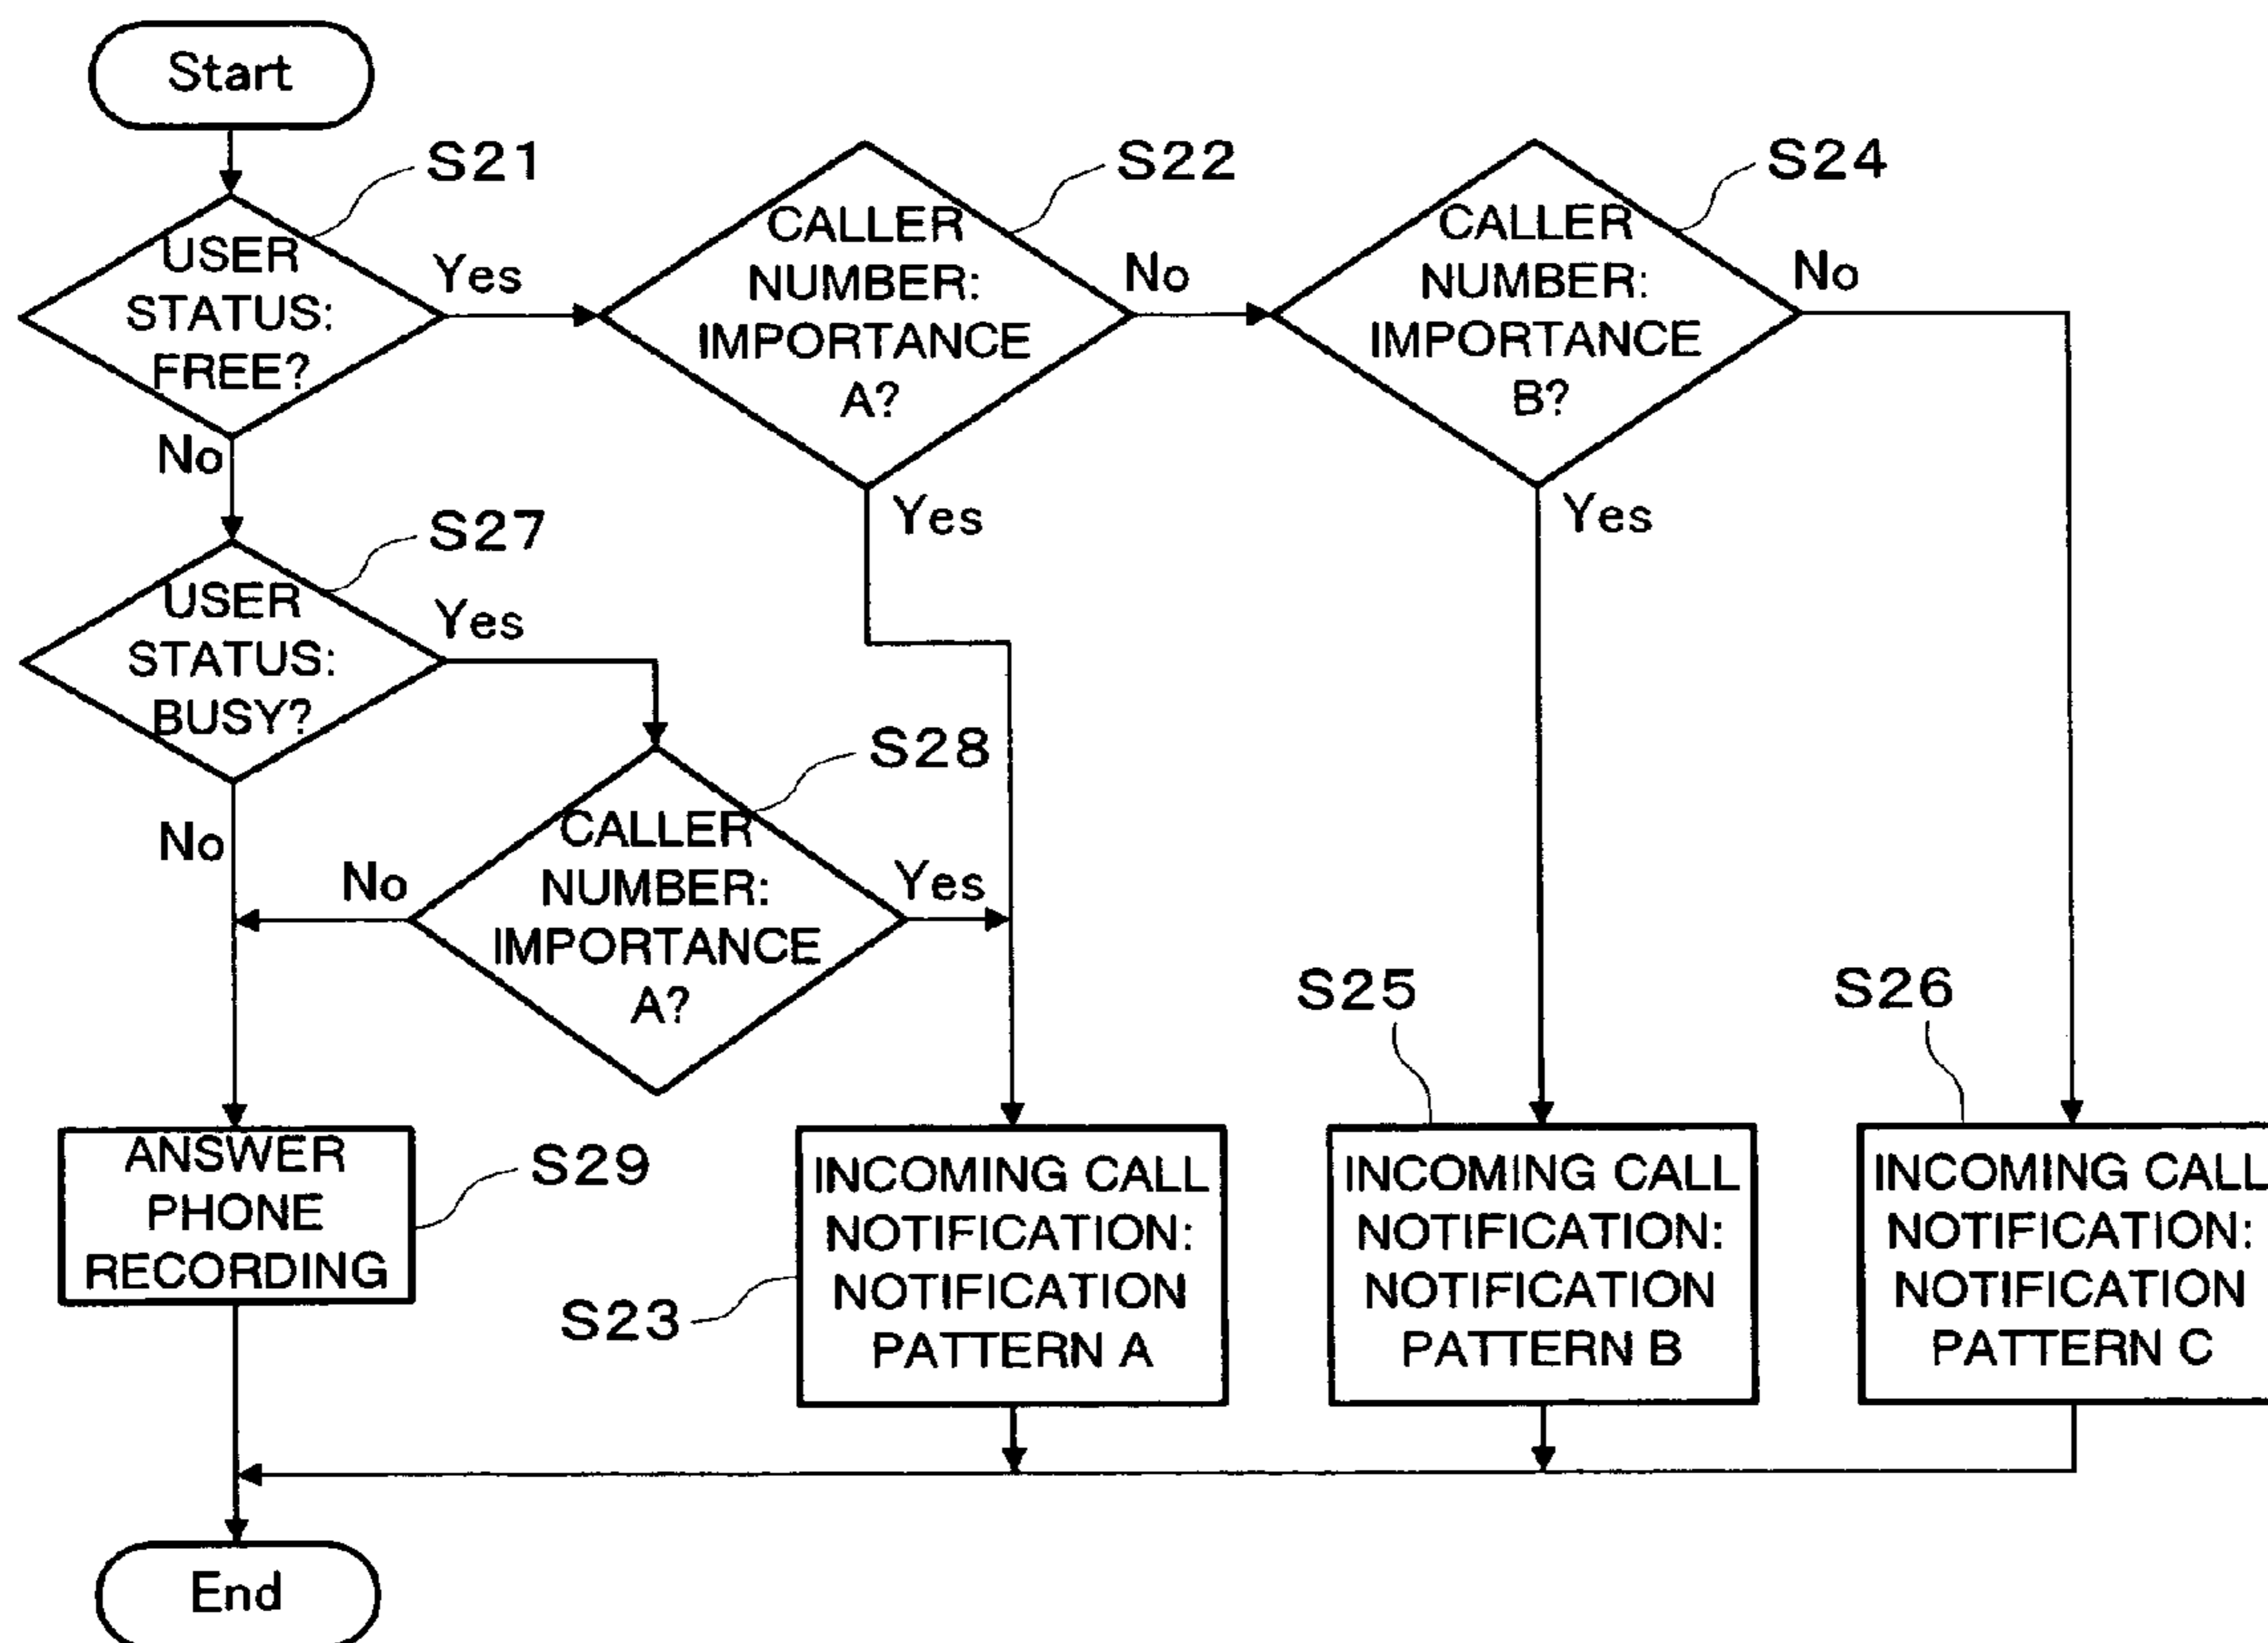 Start
S21
USER
STATUS:
FREE?
Yes
No
S22
CALLER
NUMBER:
IMPORTANCE
A?
No
Yes
S24
CALLER
NUMBER:
IMPORTANCE
B?
No
Yes
S27
USER
STATUS:
BUSY?
Yes
No
S28
CALLER
NUMBER:
IMPORTANCE
A?
No
Yes
ANSWER
PHONE
RECORDING
S29
S23
INCOMING CALL
NOTIFICATION:
NOTIFICATION
PATTERN A
S25
INCOMING CALL
NOTIFICATION:
NOTIFICATION
PATTERN B
S26
INCOMING CALL
NOTIFICATION:
NOTIFICATION
PATTERN C
End